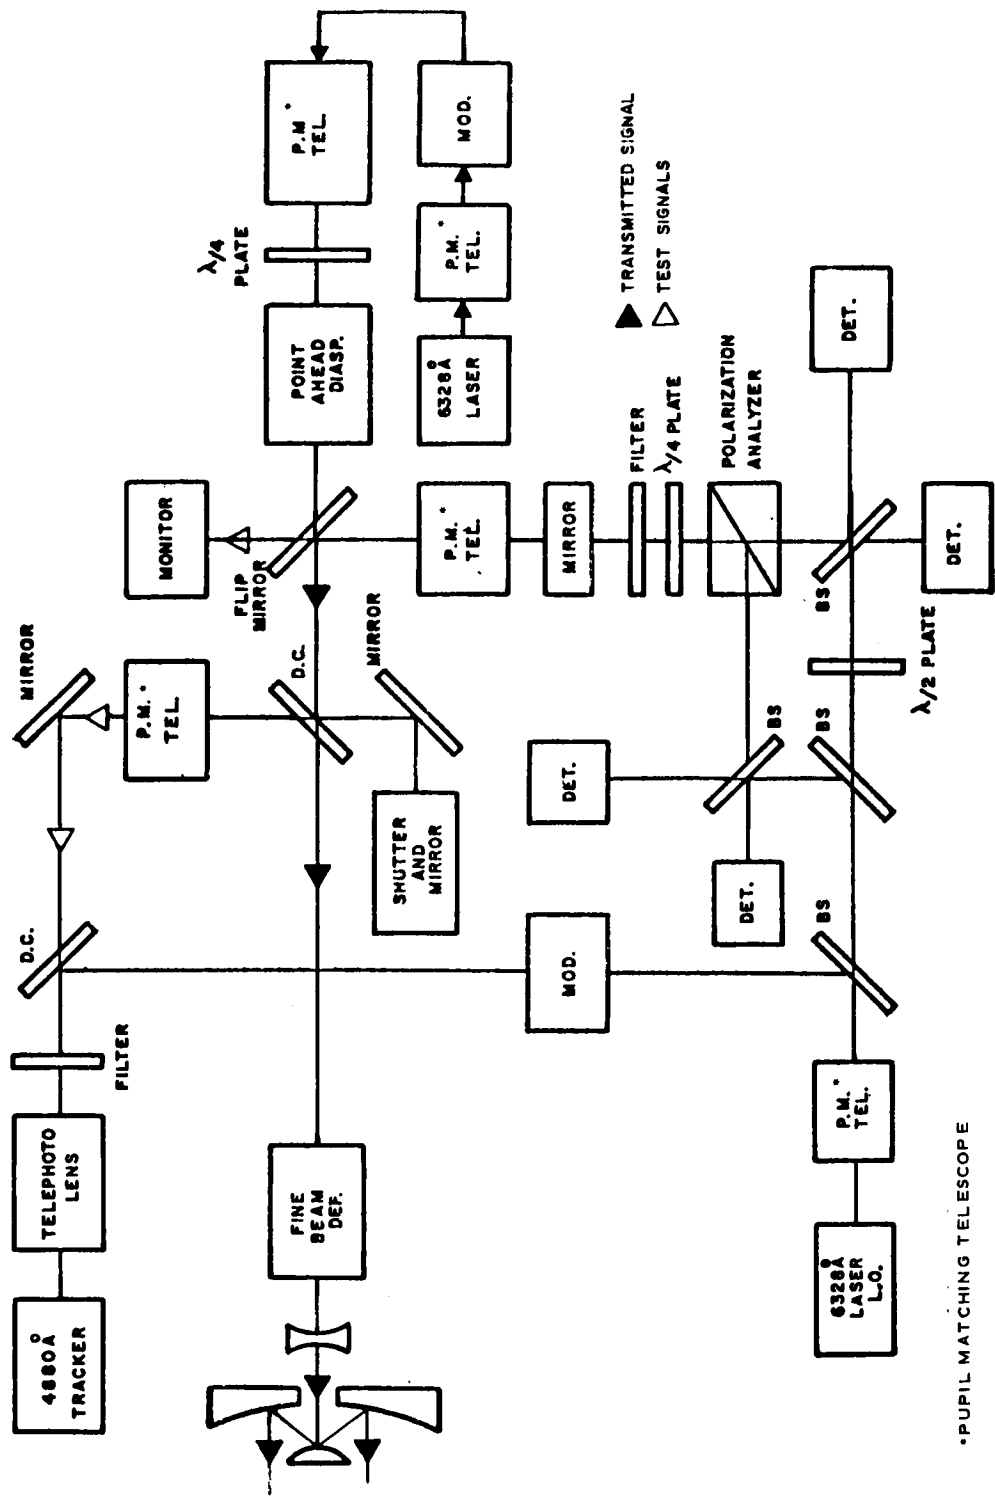 4880Å
TRACKER
TELEPHOTO
LENS
FILTER
D.C.
MIRROR
P.M.*
TEL.
MONITOR
FLIP
MIRROR
D.C.
MIRROR
SHUTTER
AND
MIRROR
FINE
BEAM
DEF.
POINT
AHEAD
DIASP.
λ/4
PLATE
P.M*
TEL.
6328Å
LASER
P.M.*
TEL.
MOD.
P.M.*
TEL.
MIRROR
FILTER
λ/4 PLATE
POLARIZATION
ANALYZER
TRANSMITTED SIGNAL
TEST SIGNALS
MOD.
DET.
DET.
BS
BS
BS
BS
λ/2 PLATE
DET.
DET.
P.M.*
TEL.
6328Å
LASER
L.O.
*PUPIL MATCHING TELESCOPE